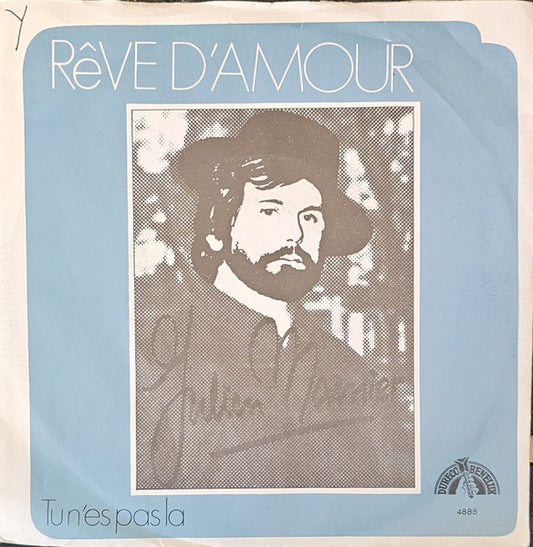 Y
RêVE D'AMOUR
Julien
Tu n'es pas la
DURECO BENELUX
4885